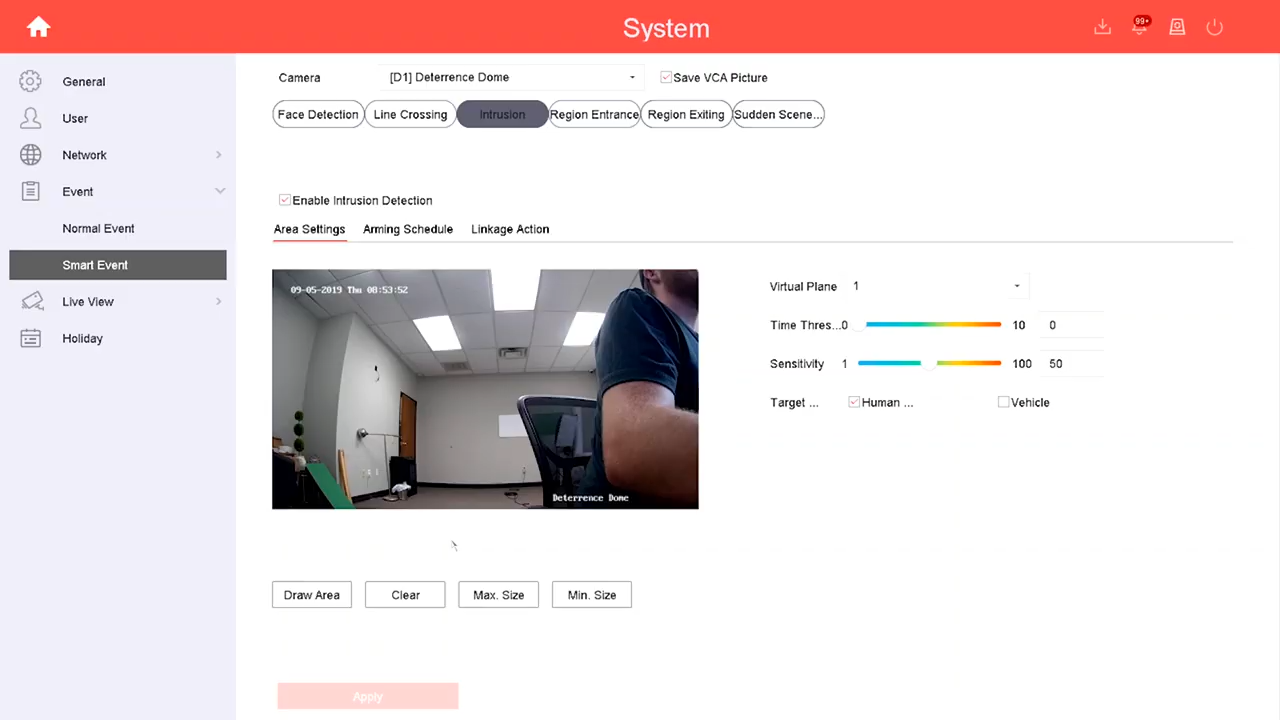 System
99+
General
User
Network
Event
Normal Event
Smart Event
Live View
Holiday
Camera [D1] Deterrence Dome Save VCA Picture
Face Detection Line Crossing Intrusion Region Entrance Region Exiting Sudden Scene...
Enable Intrusion Detection
Area Settings Arming Schedule Linkage Action
09-05-2019 Thu 08:53:52
Deterrence Dome
Virtual Plane 1
Time Thres...0 10 0
Sensitivity 1 100 50
Target ... Human ... Vehicle
Draw Area Clear Max. Size Min. Size
Apply